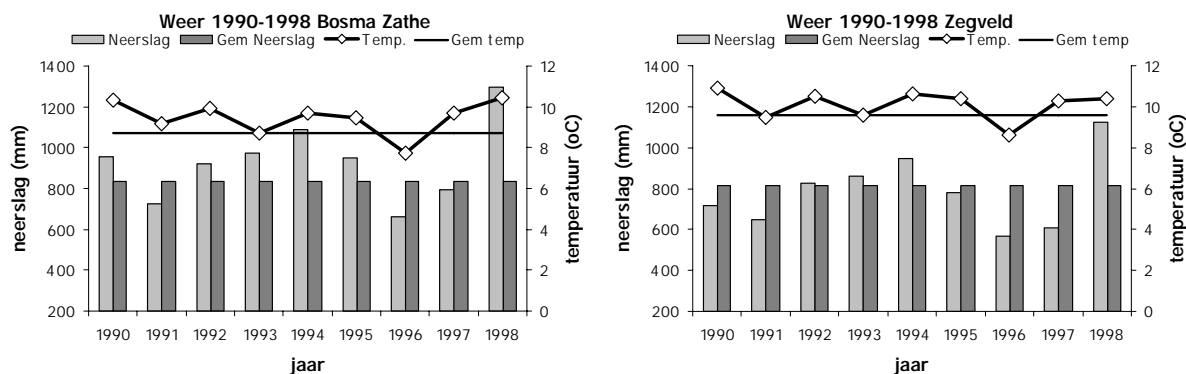 Weer 1990-1998 Bosma Zathe
Neerslag Gem Neerslag Temp. Gem temp
1400
1200
1000
800
600
400
200
neerslag (mm)
12
10
8
6
4
2
0
temperatuur (oC)
1990 1991 1992 1993 1994 1995 1996 1997 1998
jaar
Weer 1990-1998 Zegveld
Neerslag Gem Neerslag Temp. Gem temp
1400
1200
1000
800
600
400
200
neerslag (mm)
12
10
8
6
4
2
0
temperatuur (oC)
1990 1991 1992 1993 1994 1995 1996 1997 1998
jaar